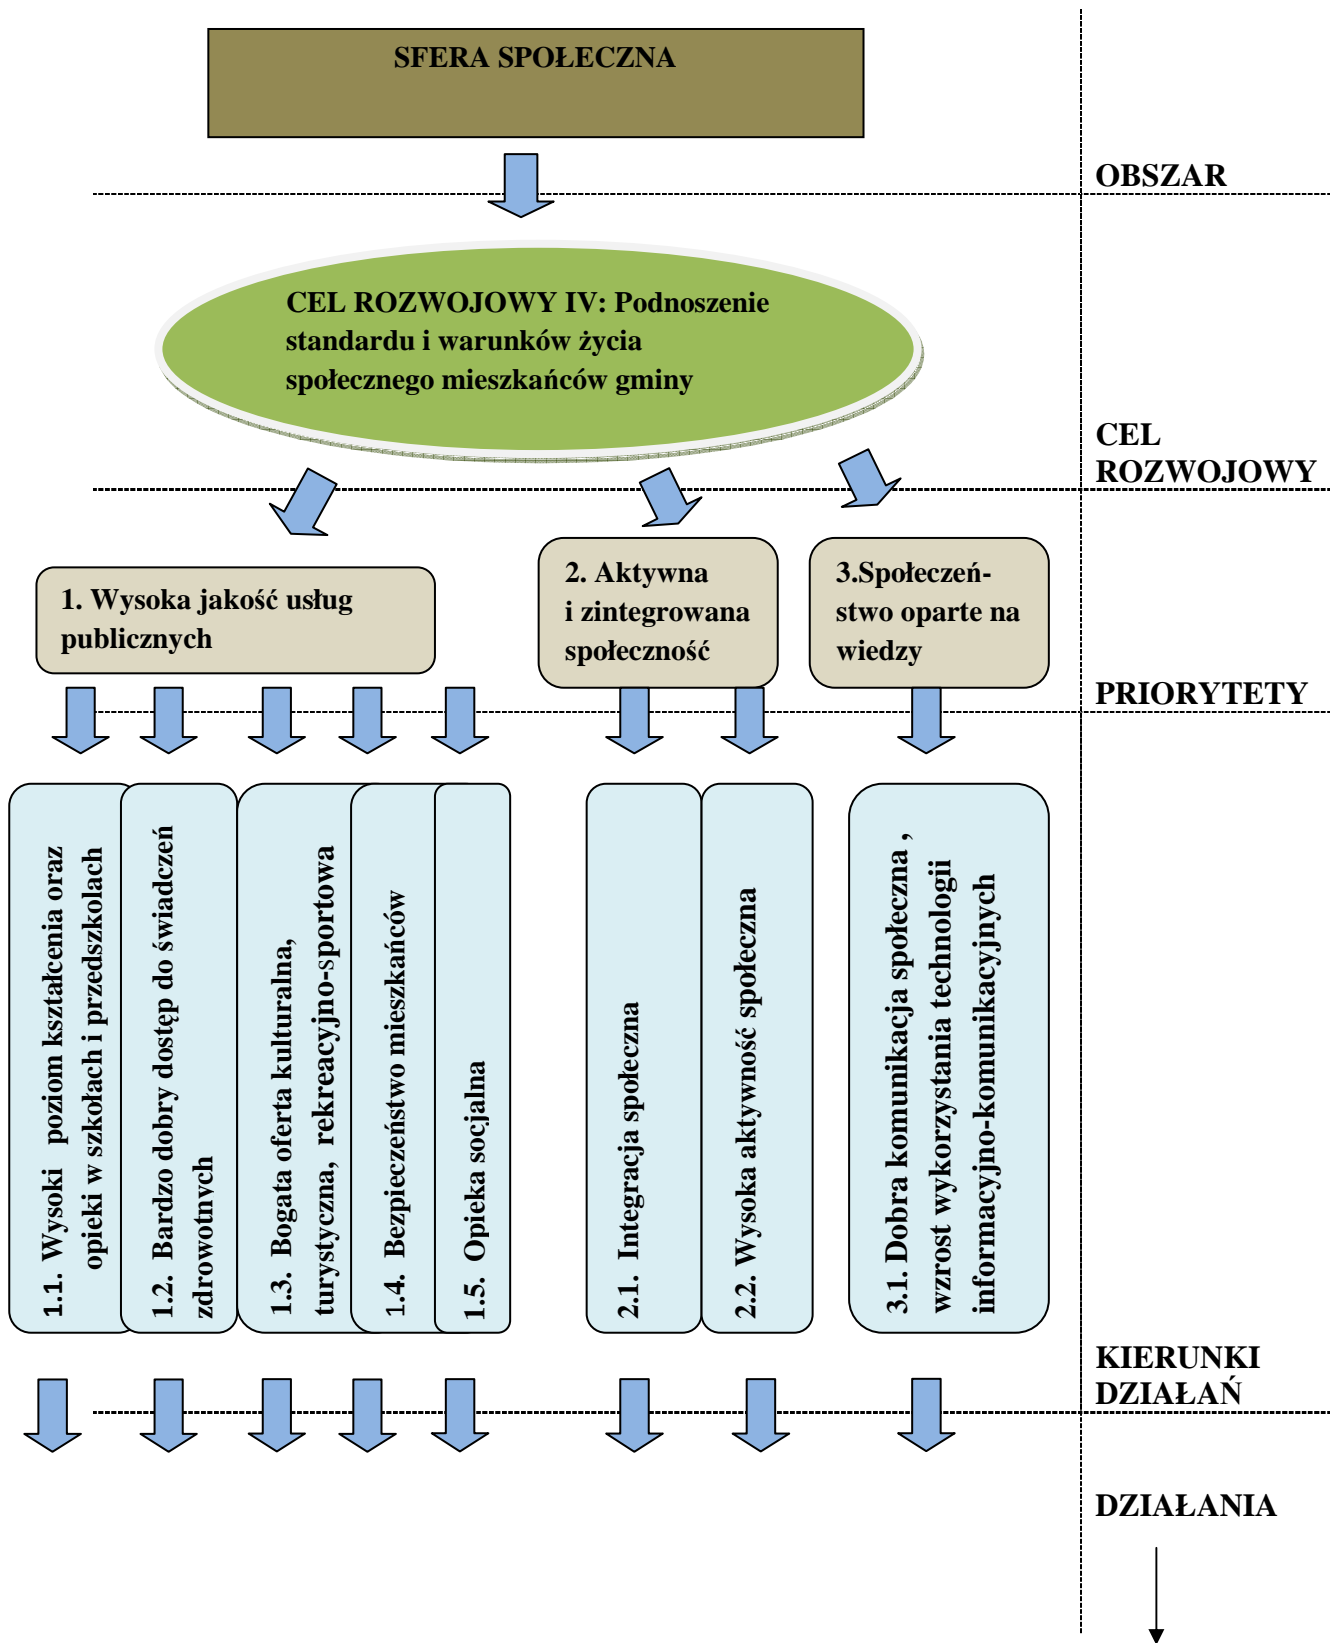 SFERA SPOŁECZNA
OBSZAR
CEL ROZWOJOWY IV: Podnoszenie
standardu i warunków życia
społecznego mieszkańców gminy
CEL
ROZWOJOWY
1. Wysoka jakość usług
publicznych
2. Aktywna
i zintegrowana
społeczność
3.Społeczeń-
stwo oparte na
wiedzy
PRIORYTETY
1.1. Wysoki poziom kształcenia oraz
opieki w szkołach i przedszkolach
1.2. Bardzo dobry dostęp do świadczeń
zdrowotnych
1.3. Bogata oferta kulturalna,
turystyczna, rekreacyjno-sportowa
1.4. Bezpieczeństwo mieszkańców
1.5. Opieka socjalna
2.1. Integracja społeczna
2.2. Wysoka aktywność społeczna
3.1. Dobra komunikacja społeczna ,
wzrost wykorzystania technologii
informacyjno-komunikacyjnych
KIERUNKI
DZIAŁAŃ
DZIAŁANIA